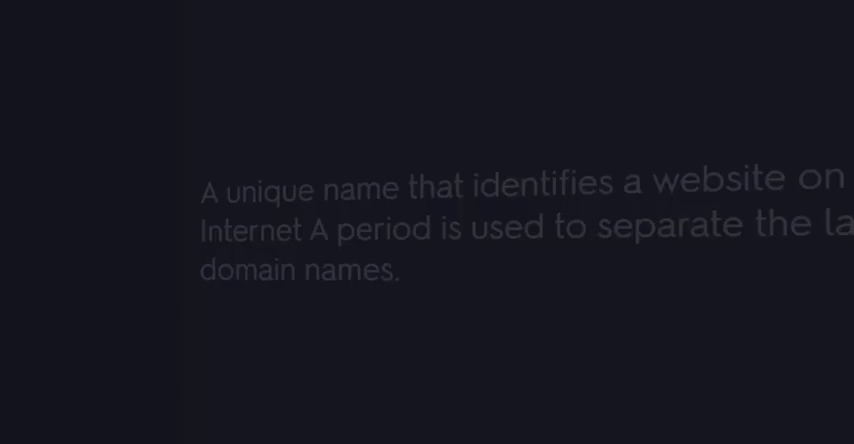 A unique name that identifies a website on
Internet A period is used to separate the
domain names.